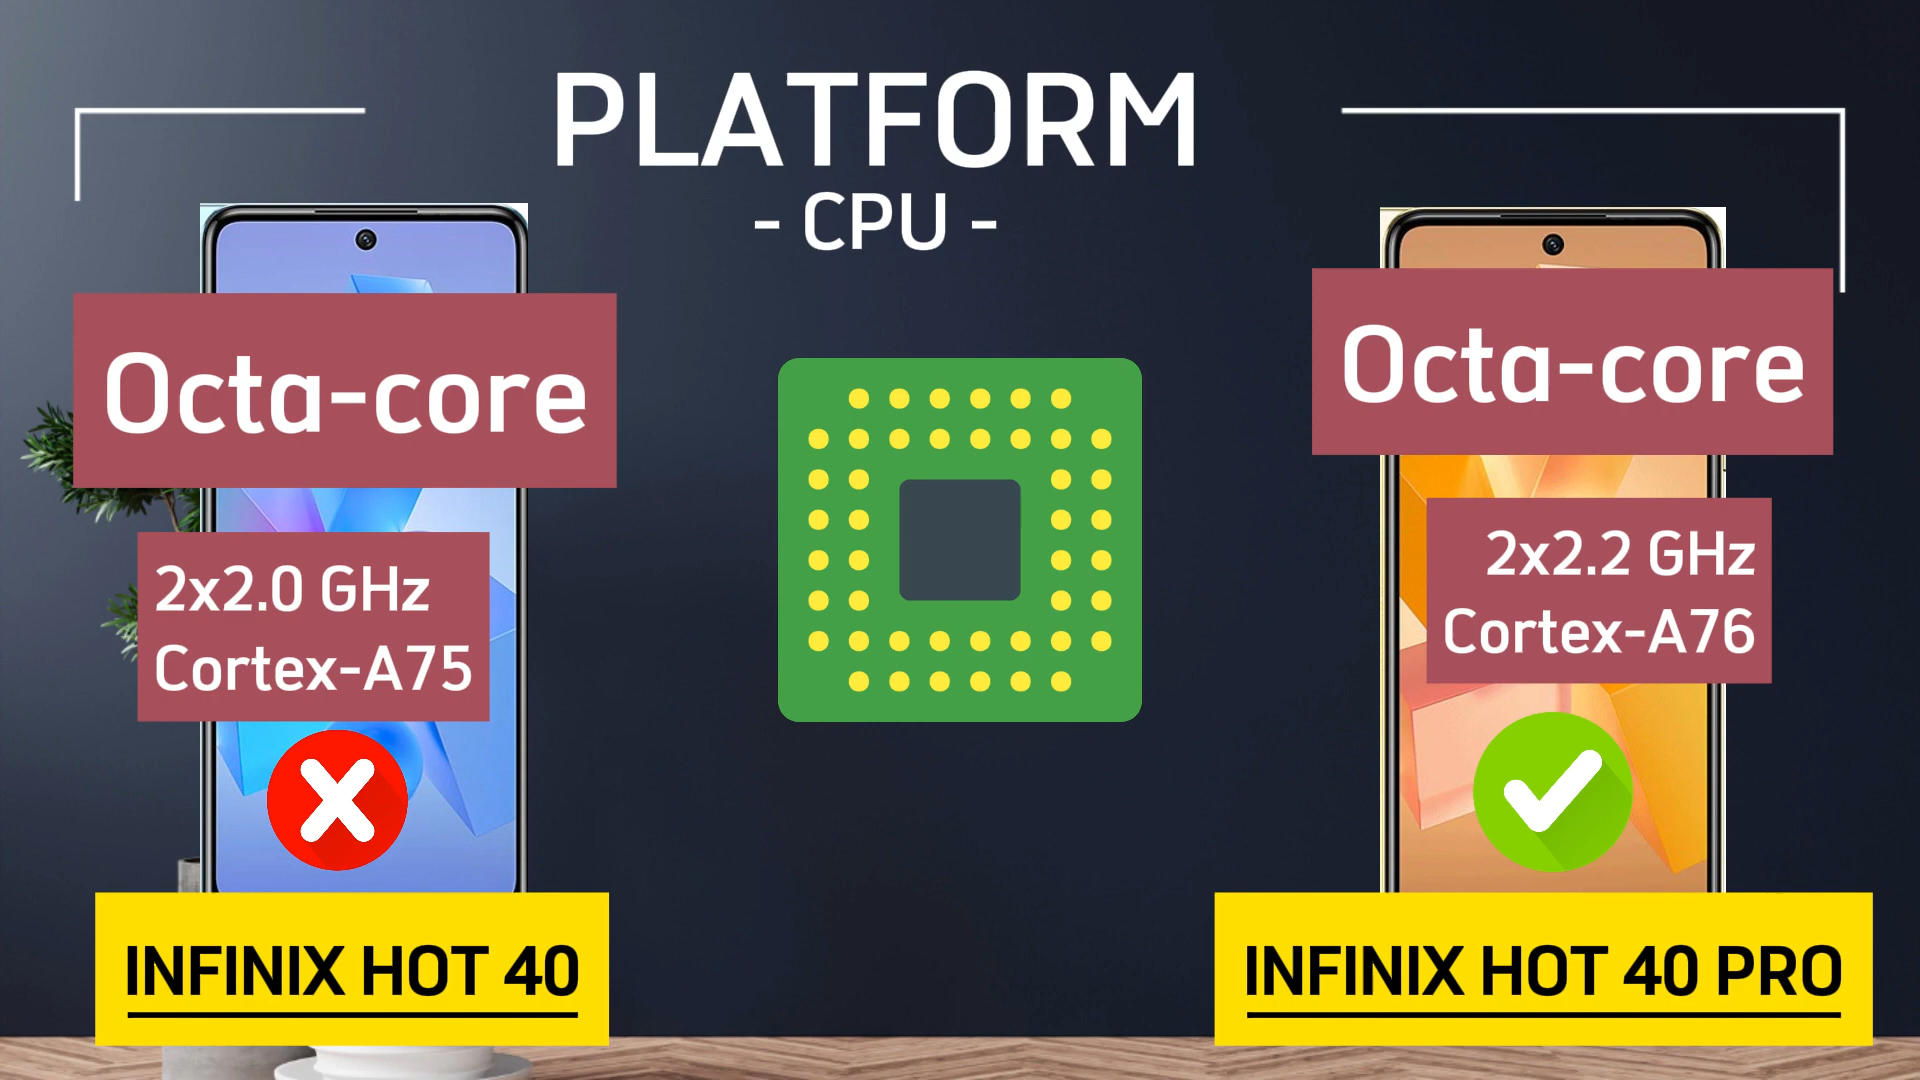 PLATFORM
- CPU -
Octa-core
2x2.0 GHz
Cortex-A75
INFINIX HOT 40
Octa-core
2x2.2 GHz
Cortex-A76
INFINIX HOT 40 PRO